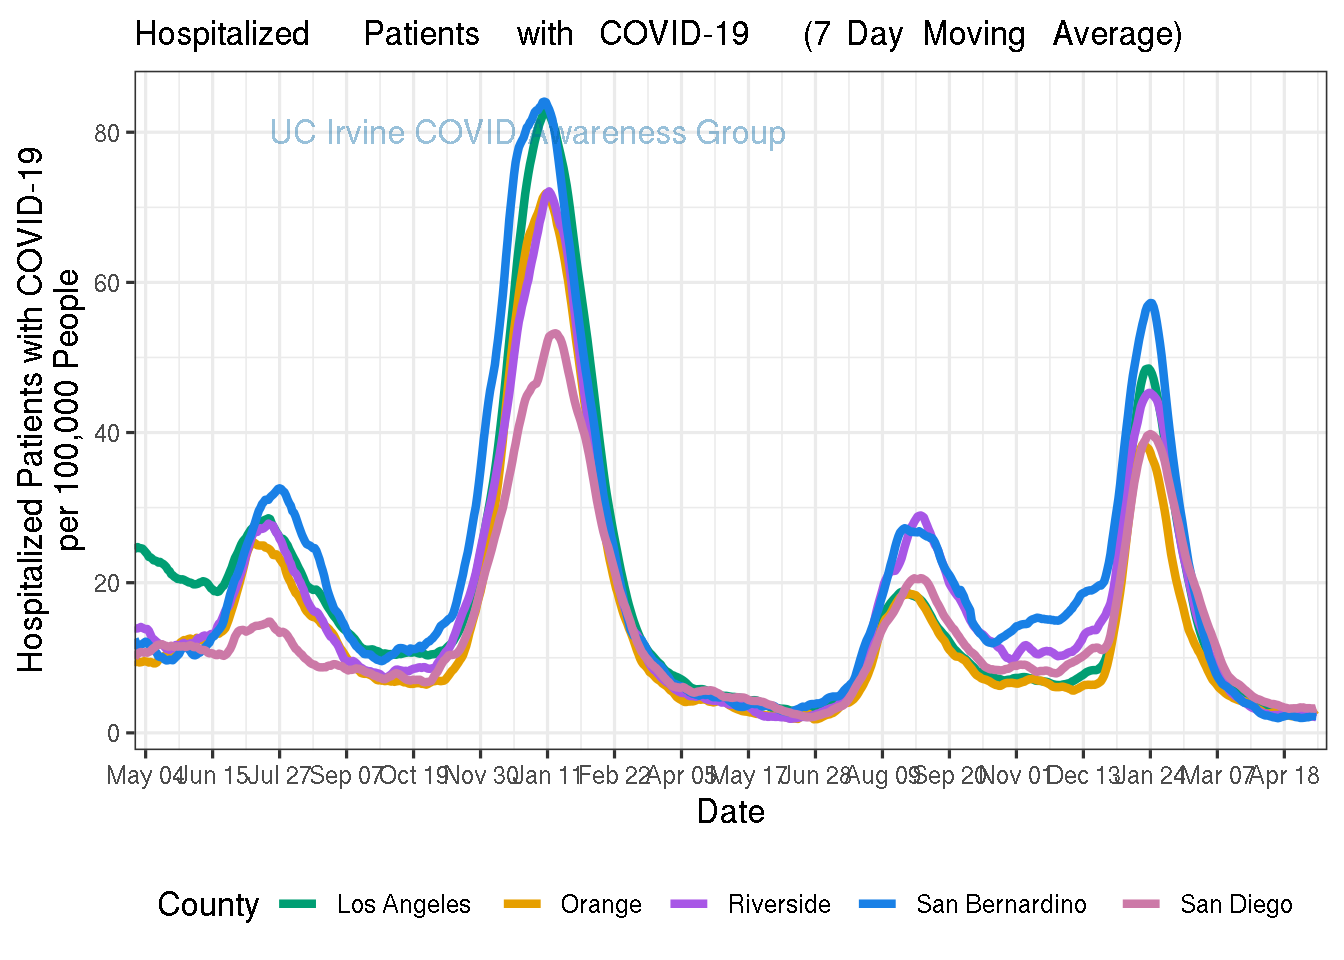 Hospitalized Patients with COVID-19 (7 Day Moving Average)
UC Irvine COVID Awareness Group
Hospitalized Patients with COVID-19
per 100,000 People
80
60
40
20
0
May 04 Jun 15 Jul 27 Sep 07 Oct 19 Nov 30 Jan 11 Feb 22 Apr 05 May 17 Jun 28 Aug 09 Sep 20 Nov 01 Dec 13 Jan 24 Mar 07 Apr 18
Date
County Los Angeles Orange Riverside San Bernardino San Diego